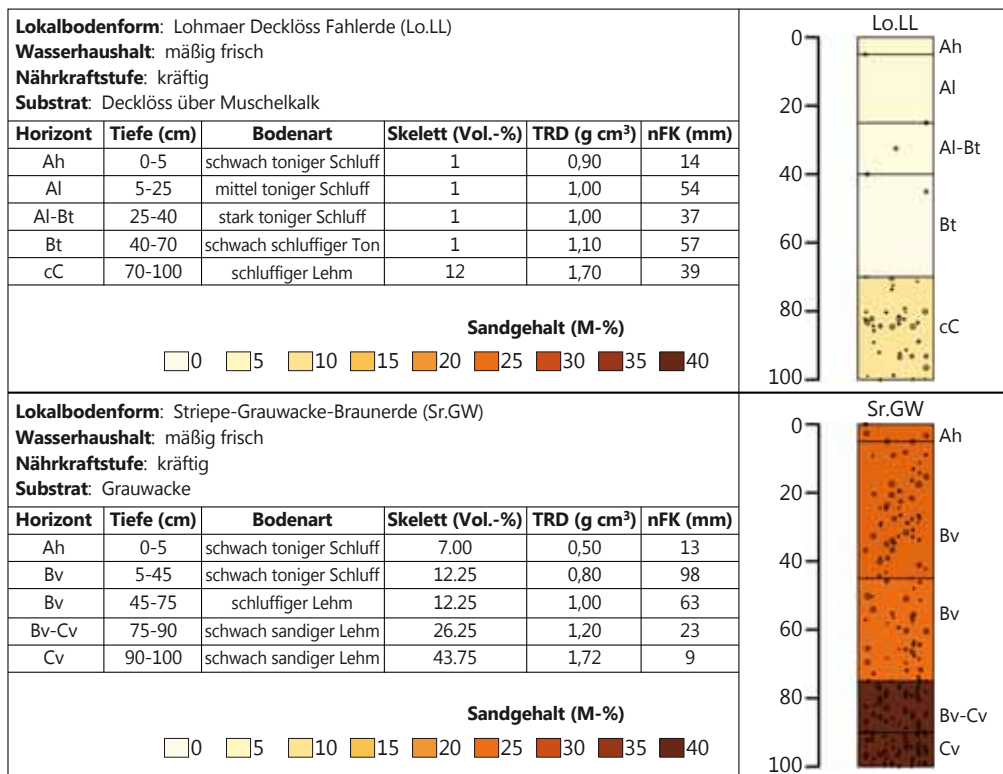 Lokalbodenform: Lohmaer Decklöss Fahlerde (Lo.LL)
Wasserhaushalt: mäßig frisch
Nährkraftstufe: kräftig
Substrat: Decklöss über Muschelkalk
Horizont Tiefe (cm) Bodenart Skelett (Vol.-%) TRD (g cm³) nFK (mm)
Ah 0-5 schwach toniger Schluff 1 0,90 14
Al 5-25 mittel toniger Schluff 1 1,00 54
Al-Bt 25-40 stark toniger Schluff 1 1,00 37
Bt 40-70 schwach schluffiger Ton 1 1,10 57
cC 70-100 schluffiger Lehm 12 1,70 39
Sandgehalt (M-%)
0 5 10 15 20 25 30 35 40
Lo.LL
0
Ah
Al
20
Al-Bt
40
Bt
60
80
cC
100
Lokalbodenform: Striepe-Grauwacke-Braunerde (Sr.GW)
Wasserhaushalt: mäßig frisch
Nährkraftstufe: kräftig
Substrat: Grauwacke
Horizont Tiefe (cm) Bodenart Skelett (Vol.-%) TRD (g cm³) nFK (mm)
Ah 0-5 schwach toniger Schluff 7.00 0,50 13
Bv 5-45 schwach toniger Schluff 12.25 0,80 98
Bv 45-75 schluffiger Lehm 12.25 1,00 63
Bv-Cv 75-90 schwach sandiger Lehm 26.25 1,20 23
Cv 90-100 schwach sandiger Lehm 43.75 1,72 9
Sandgehalt (M-%)
0 5 10 15 20 25 30 35 40
Sr.GW
0
Ah
20
Bv
40
Bv
60
80
Bv-Cv
Cv
100